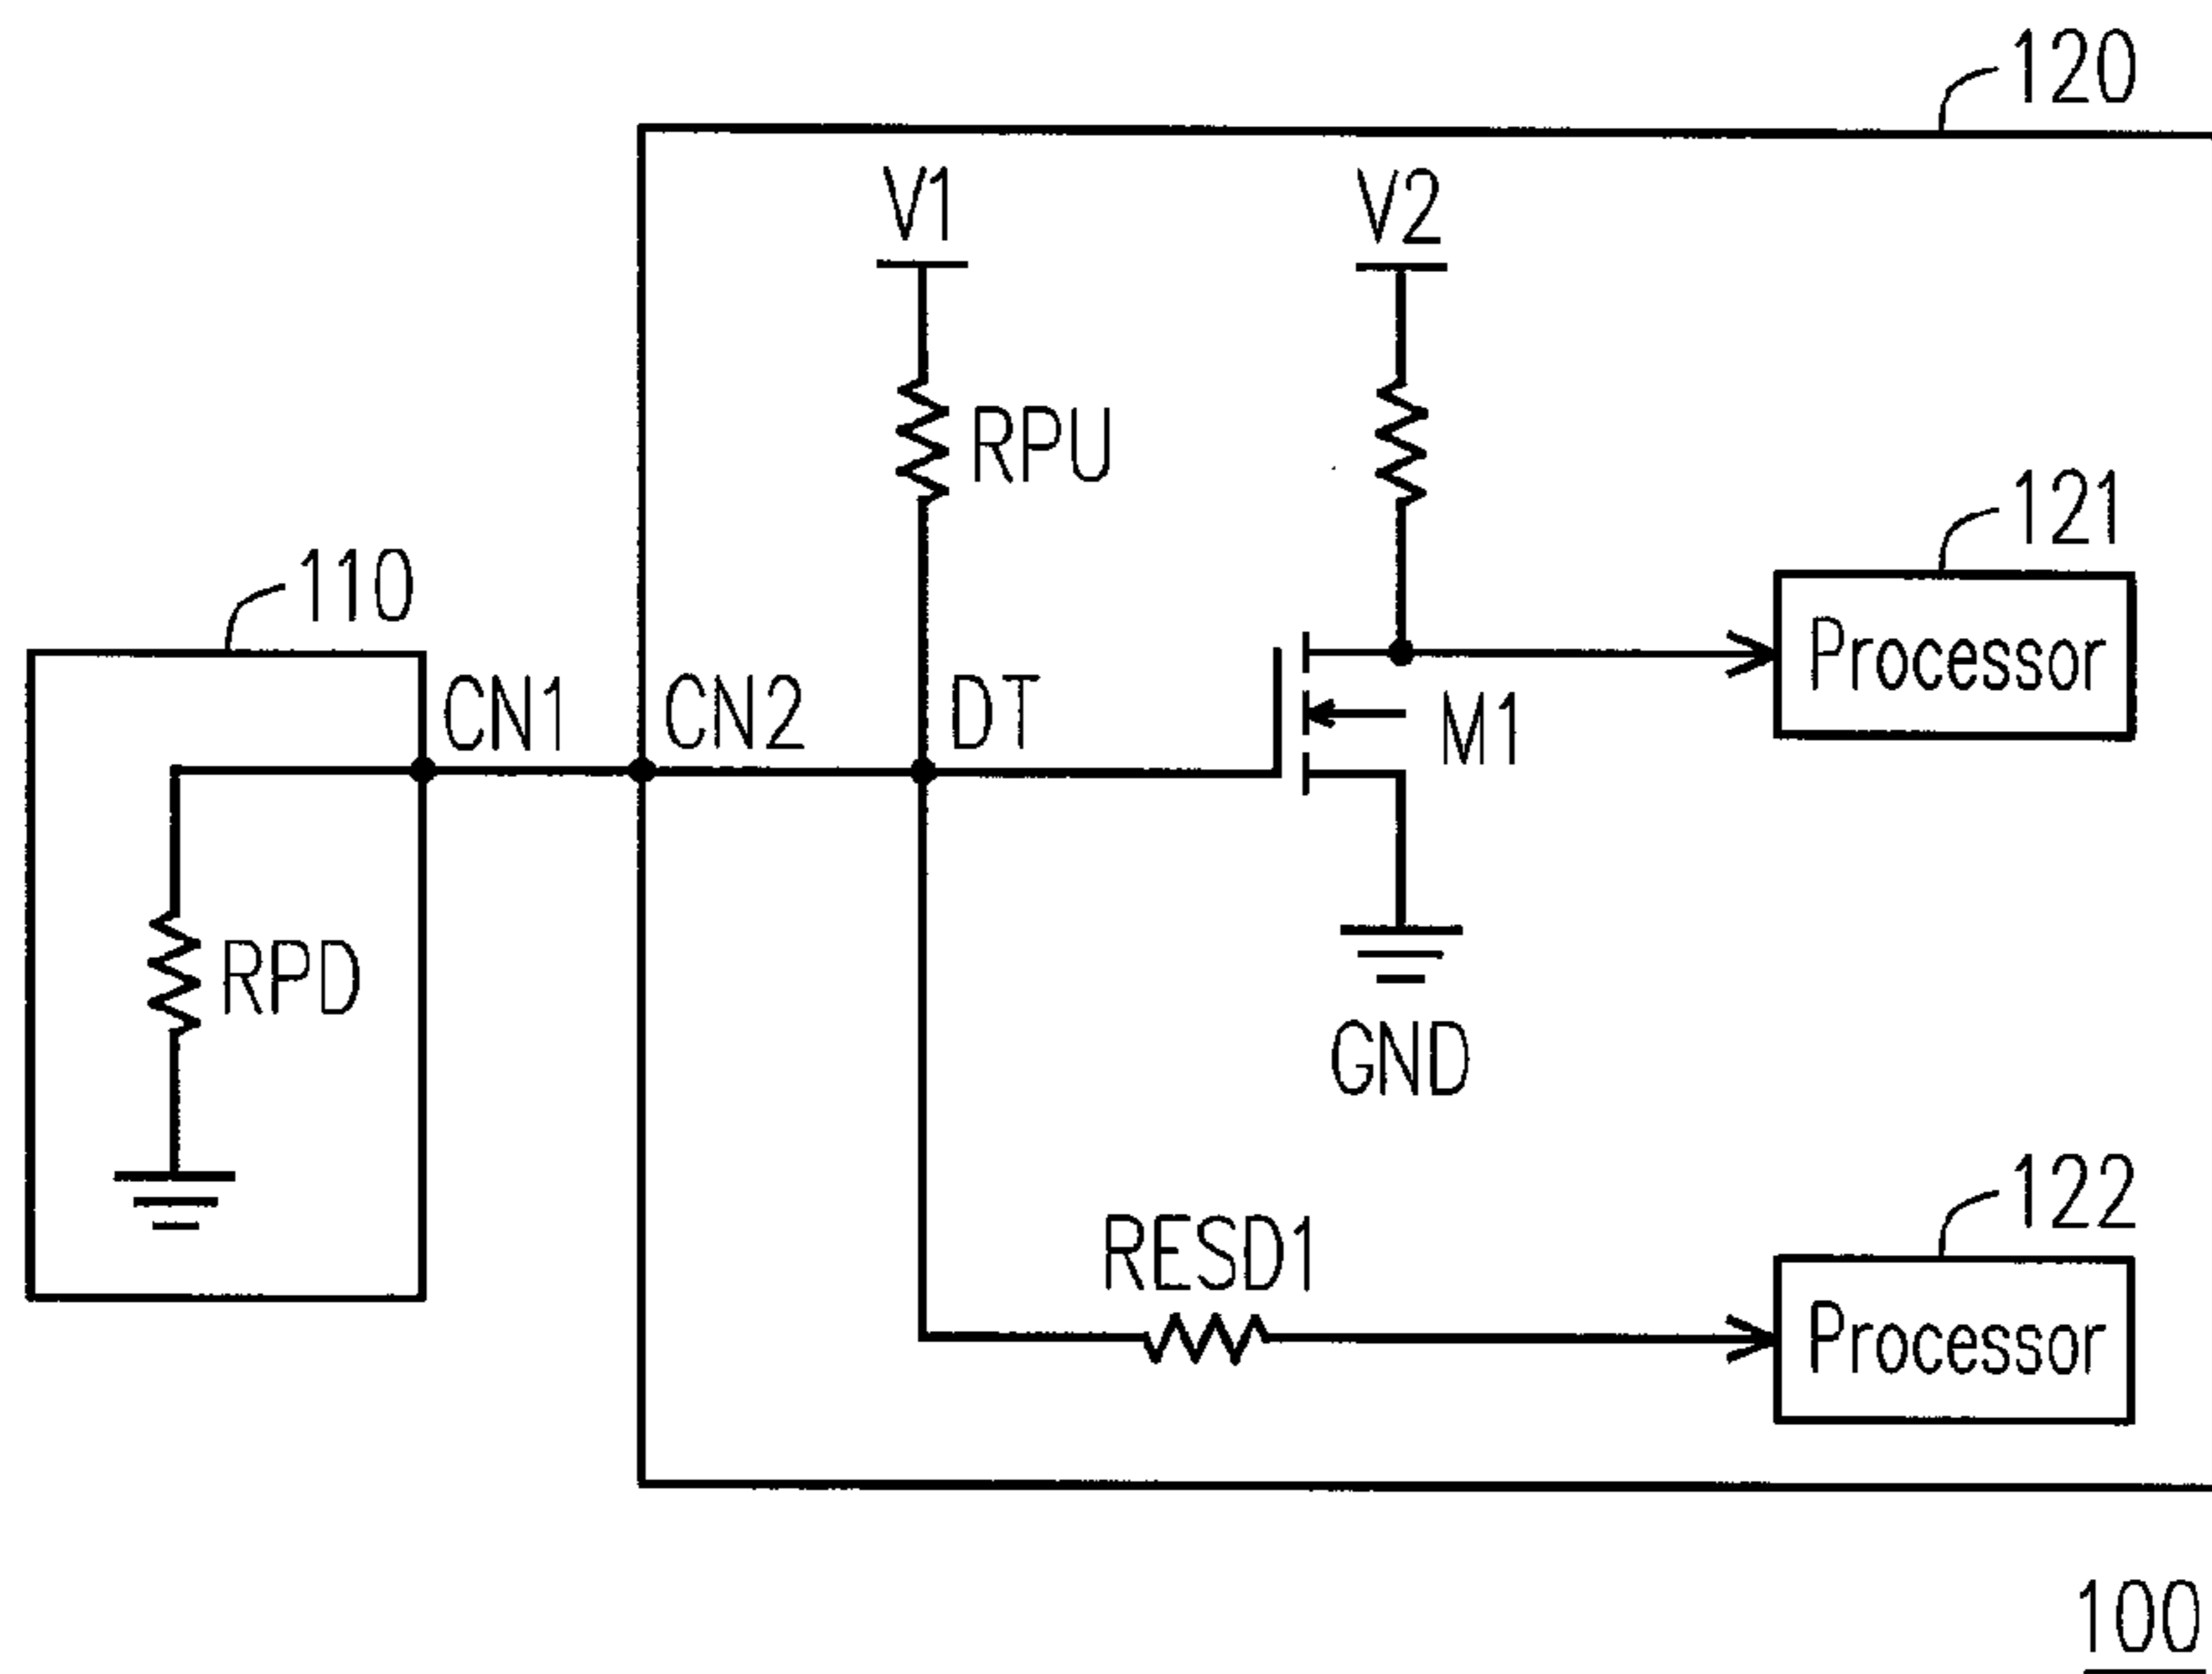 120
V1
V2
RPU
121
110
Processor
CN1
CN2
DT
M1
RPD
GND
122
RESD1
Processor
100